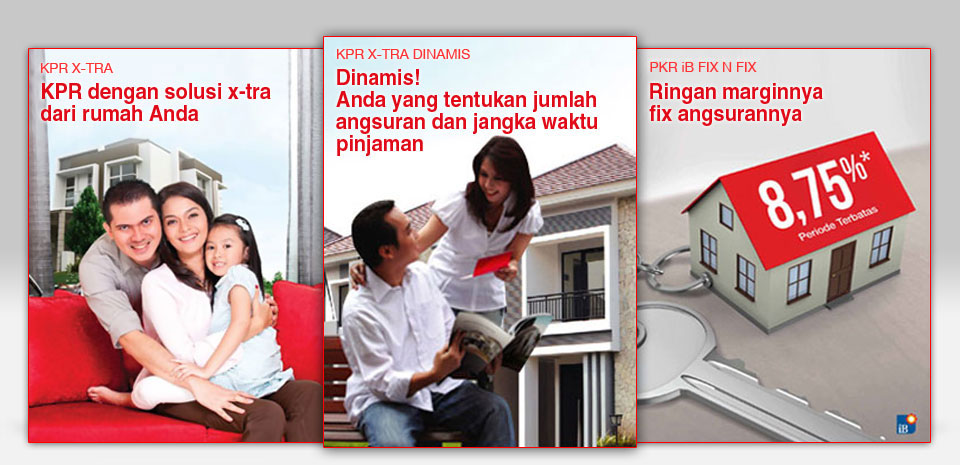 KPR X-TRA
KPR dengan solusi x-tra
dari rumah Anda
KPR X-TRA DINAMIS
Dinamis!
Anda yang tentukan jumlah
angsuran dan jangka waktu
pinjaman
PKR iB FIX N FIX
Ringan marginnya
fix angsurannya
8,75%*
Periode Terbatas
iB